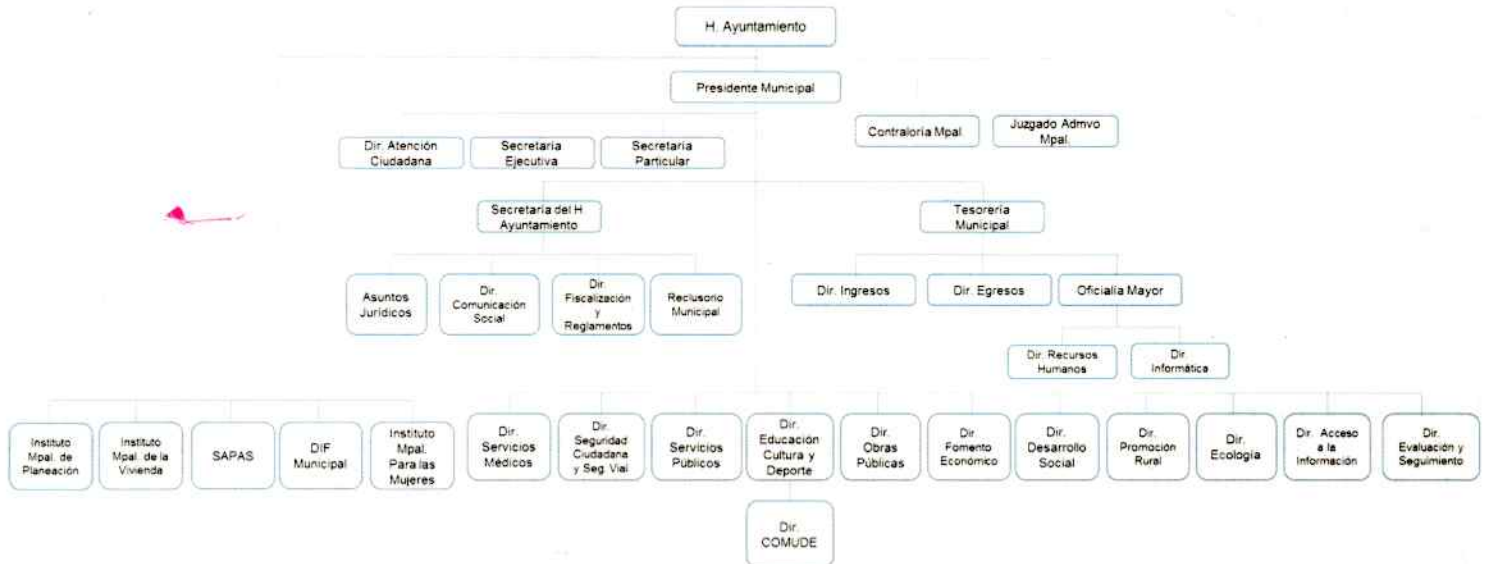 H. Ayuntamiento
Presidente Municipal
Contraloría Mpal.
Juzgado Admvo
Mpal.
Dir. Atención
Ciudadana
Secretaria
Ejecutiva
Secretaria
Particular
Secretaría del H
Ayuntamiento
Tesorería
Municipal
Asuntos
Jurídicos
Dir.
Comunicación
Social
Dir.
Fiscalización
y
Reglamentos
Reclusorio
Municipal
Dir. Ingresos
Dir. Egresos
Oficialía Mayor
Dir. Recursos
Humanos
Dir.
Informática
Instituto
Mpal. de
Planeación
Instituto
Mpal. de la
Vivienda
SAPAS
DIF
Municipal
Instituto
Mpal.
Para las
Mujeres
Dir.
Servicios
Médicos
Dir.
Seguridad
Ciudadana
y Seg. Vial
Dir.
Servicios
Públicos
Dir.
Educación
Cultura y
Deporte
Dir.
Obras
Públicas
Dir.
Fomento
Económico
Dir.
Desarrollo
Social
Dir.
Promoción
Rural
Dir.
Ecología
Dir. Acceso
a la
Información
Dir.
Evaluación y
Seguimiento
Dir.
COMUDE